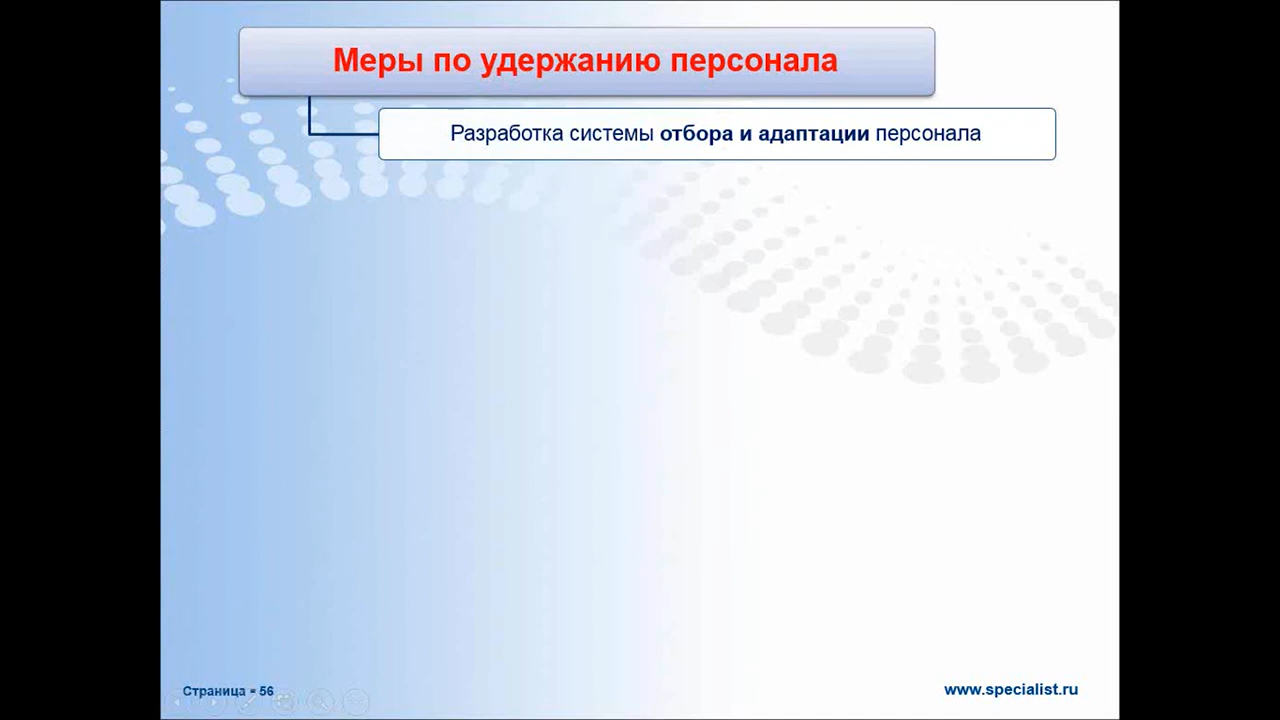 Меры по удержанию персонала
Разработка системы отбора и адаптации персонала
Страница = 56
www.specialist.ru